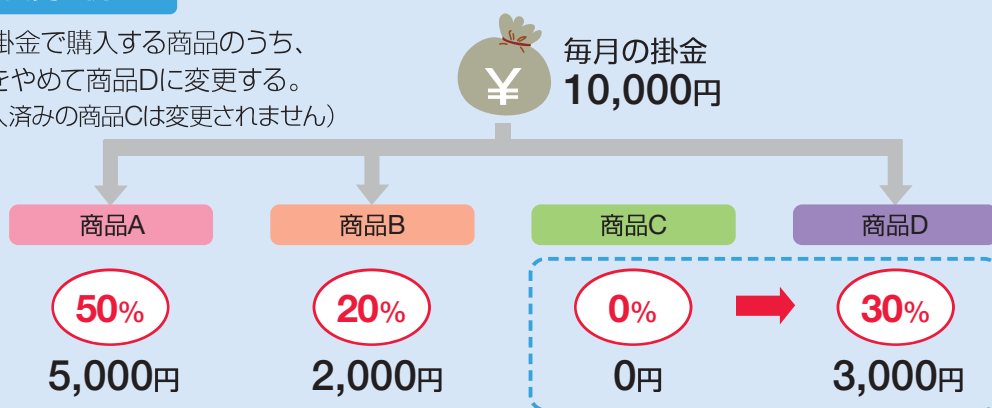 掛金で購入する商品のうち、
をやめて商品Dに変更する。
済みの商品Cは変更されません）
¥
毎月の掛金
10,000円
商品A
商品B
商品C
商品D
50%
20%
0%
30%
5,000円
2,000円
0円
3,000円